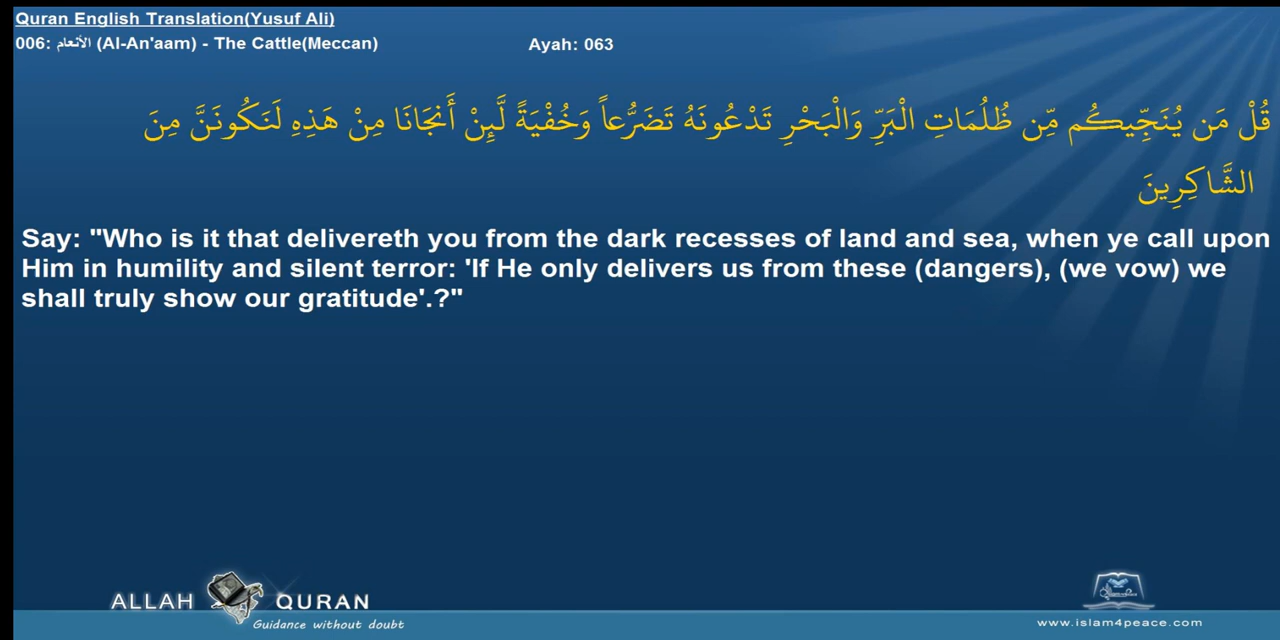 Quran English Translation(Yusuf Ali)
006: الأنعام (Al-An'aam) - The Cattle(Meccan) Ayah: 063
قُلْ مَن يُنَجِّيكُم مِّن ظُلُمَاتِ الْبَرِّ وَالْبَحْرِ تَدْعُونَهُ تَضَرُّعاً وَخُفْيَةً لَّئِنْ أَنجَانَا مِنْ هَذِهِ لَنَكُونَنَّ مِنَ
الشَّاكِرِينَ
Say: "Who is it that delivereth you from the dark recesses of land and sea, when ye call upon
Him in humility and silent terror: 'If He only delivers us from these (dangers), (we vow) we
shall truly show our gratitude'.?"
ALLAH QURAN
Guidance without doubt
www.islam4peace.com